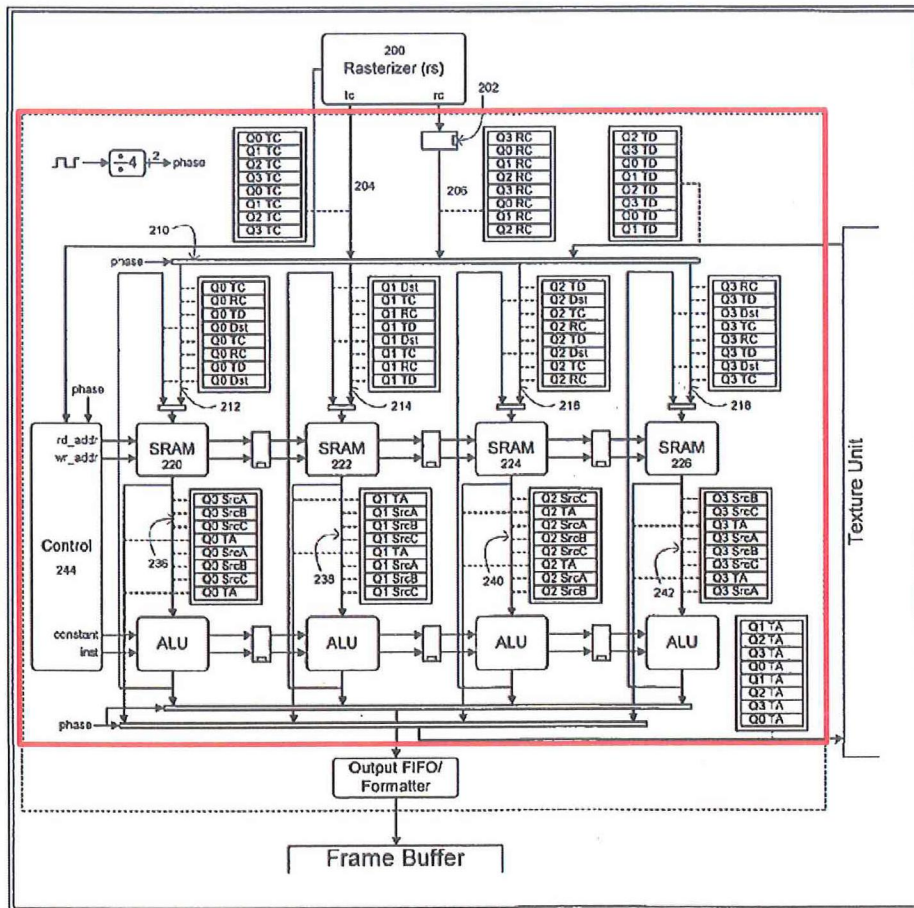 200
Rasterizer (rs)
tc
rc
202
÷4
2
phase
Q0 TC
Q1 TC
Q2 TC
Q3 TC
Q0 TC
Q1 TC
Q2 TC
Q3 TC
204
206
Q3 RC
Q0 RC
Q1 RC
Q2 RC
Q3 RC
Q0 RC
Q1 RC
Q2 RC
Q2 TD
Q3 TD
Q0 TD
Q1 TD
Q2 TD
Q3 TD
Q0 TD
Q1 TD
210
phase
Q0 TC
Q0 RC
Q0 TD
Q0 Dst
Q0 TC
Q0 RC
Q0 TD
Q0 Dst
Q1 Dst
Q1 TC
Q1 RC
Q1 TD
Q1 Dst
Q1 TC
Q1 RC
Q1 TD
Q2 TD
Q2 Dst
Q2 TC
Q2 RC
Q2 TD
Q2 Dst
Q2 TC
Q2 RC
Q3 RC
Q3 TD
Q3 Dst
Q3 TC
Q3 RC
Q3 TD
Q3 Dst
Q3 TC
phase
212
214
216
218
rd_addr
wr_addr
SRAM
220
SRAM
222
SRAM
224
SRAM
226
Texture Unit
Control
244
236
Q0 SrcA
Q0 SrcB
Q0 SrcC
Q0 TA
Q0 SrcA
Q0 SrcB
Q0 SrcC
Q0 TA
238
Q1 TA
Q1 SrcA
Q1 SrcB
Q1 SrcC
Q1 TA
Q1 SrcA
Q1 SrcB
Q1 SrcC
240
Q2 SrcC
Q2 TA
Q2 SrcA
Q2 SrcB
Q2 SrcC
Q2 TA
Q2 SrcA
Q2 SrcB
242
Q3 SrcB
Q3 SrcC
Q3 TA
Q3 SrcA
Q3 SrcB
Q3 SrcC
Q3 TA
Q3 SrcA
constant
inst
ALU
ALU
ALU
ALU
Q1 TA
Q2 TA
Q3 TA
Q0 TA
Q1 TA
Q2 TA
Q3 TA
Q0 TA
phase
Output FIFO/
Formatter
Frame Buffer